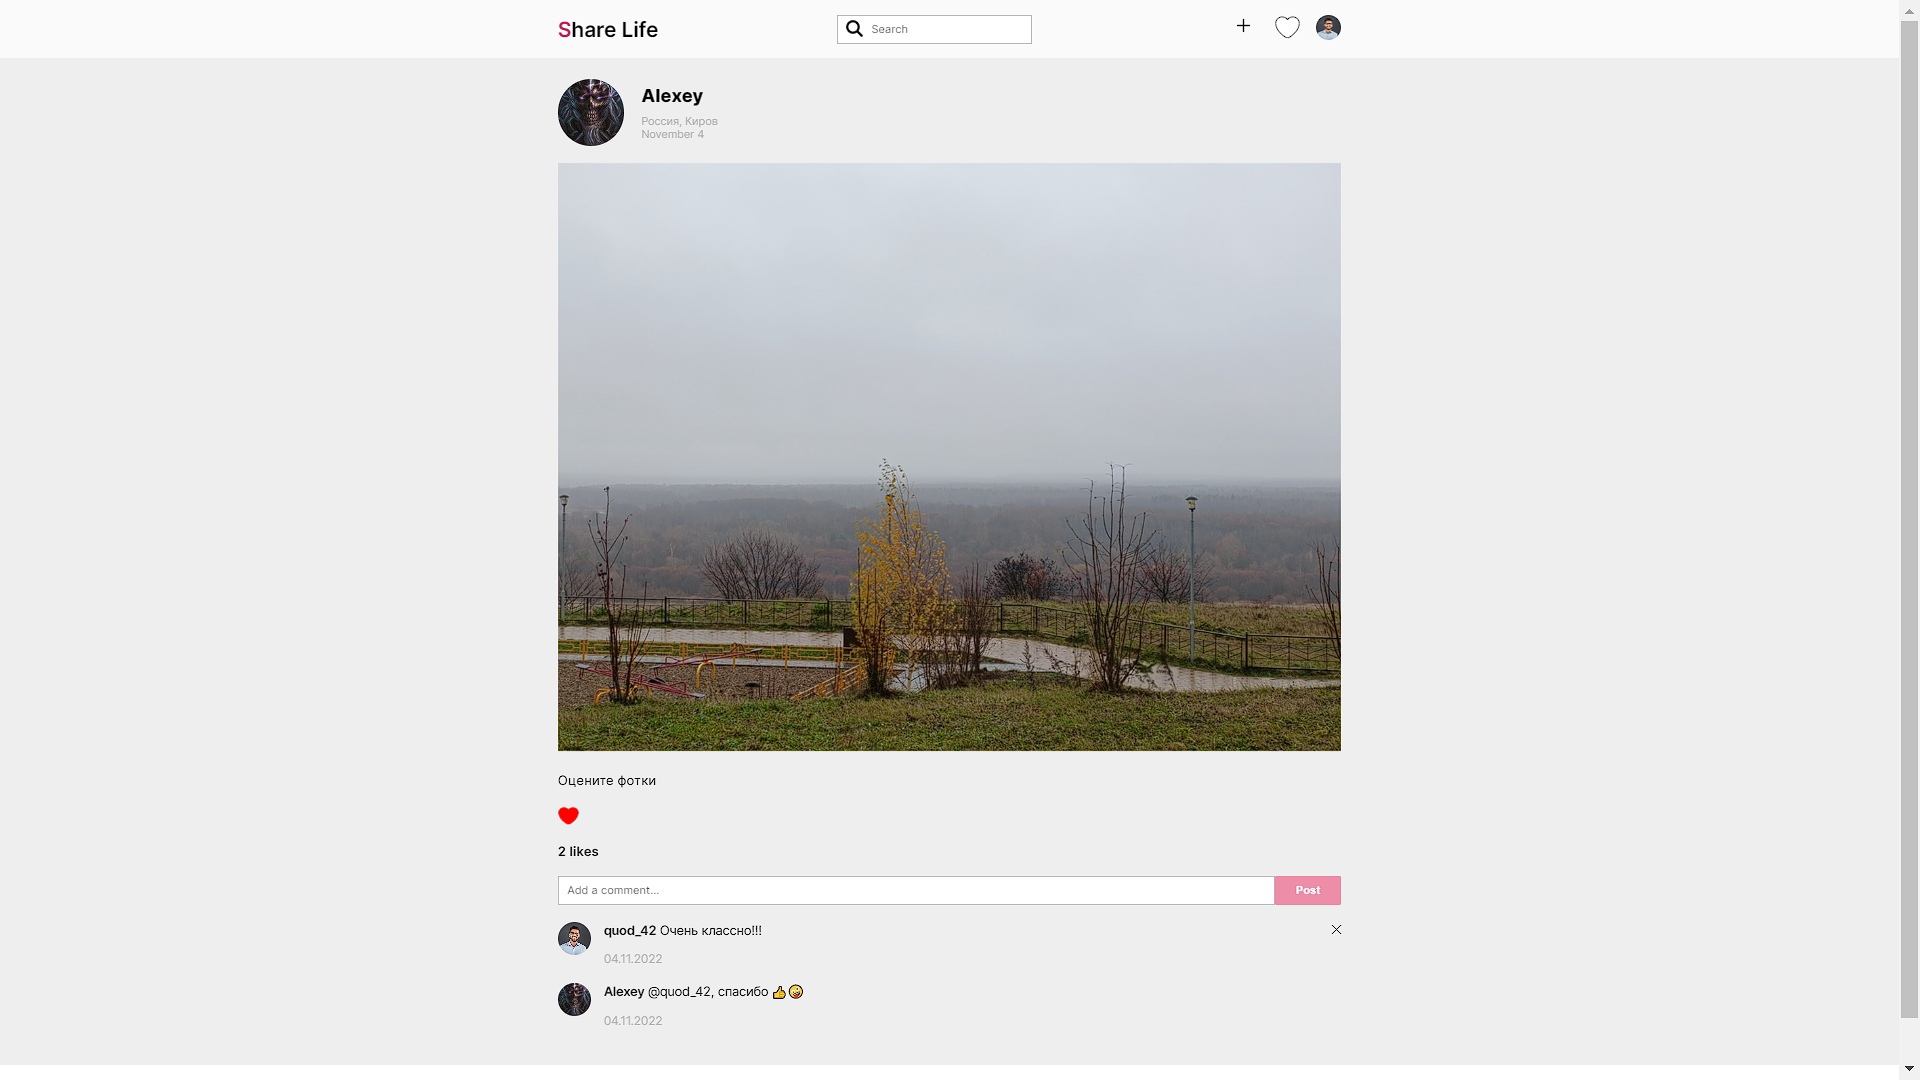 Share Life
Search
Alexey
Россия, Киров
November 4
Оцените фотки
2 likes
Add a comment...
Post
quod_42 Очень классно!!!
04.11.2022
Alexey @quod_42, спасибо 👍🤪
04.11.2022